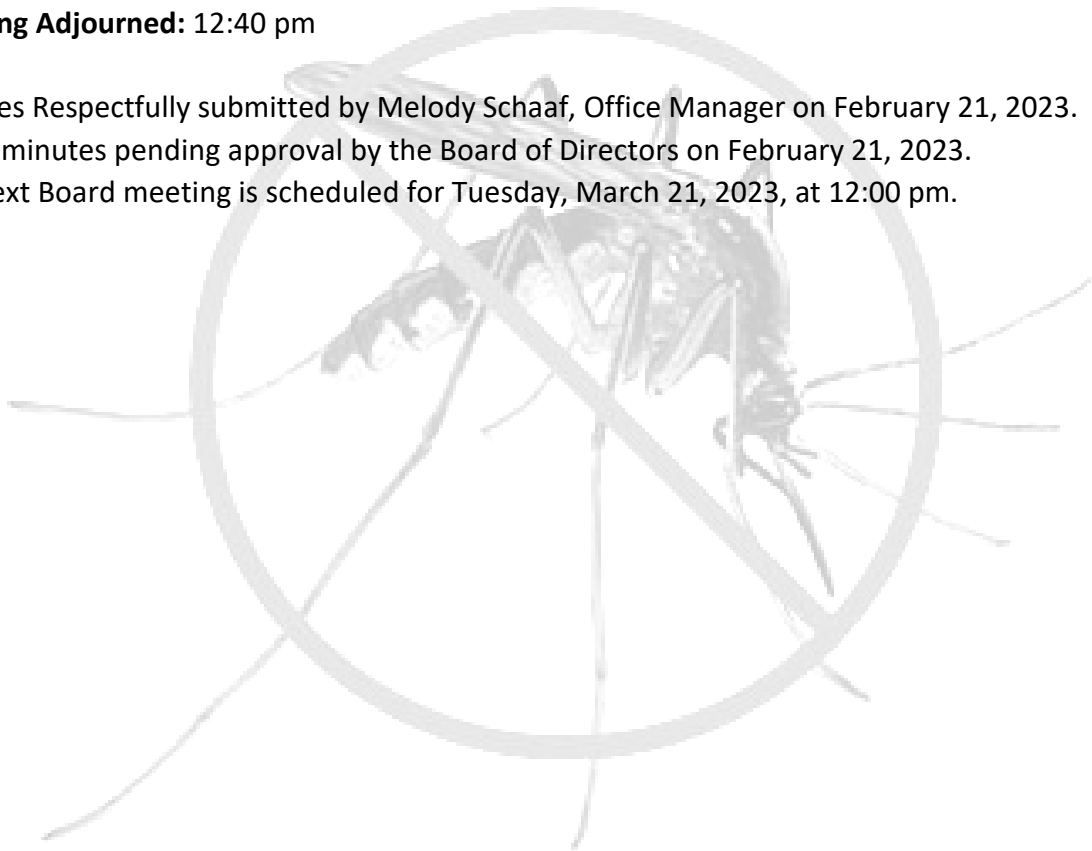 ng Adjourned: 12:40 pm
es Respectfully submitted by Melody Schaaf, Office Manager on February 21, 2023.
minutes pending approval by the Board of Directors on February 21, 2023.
ext Board meeting is scheduled for Tuesday, March 21, 2023, at 12:00 pm.